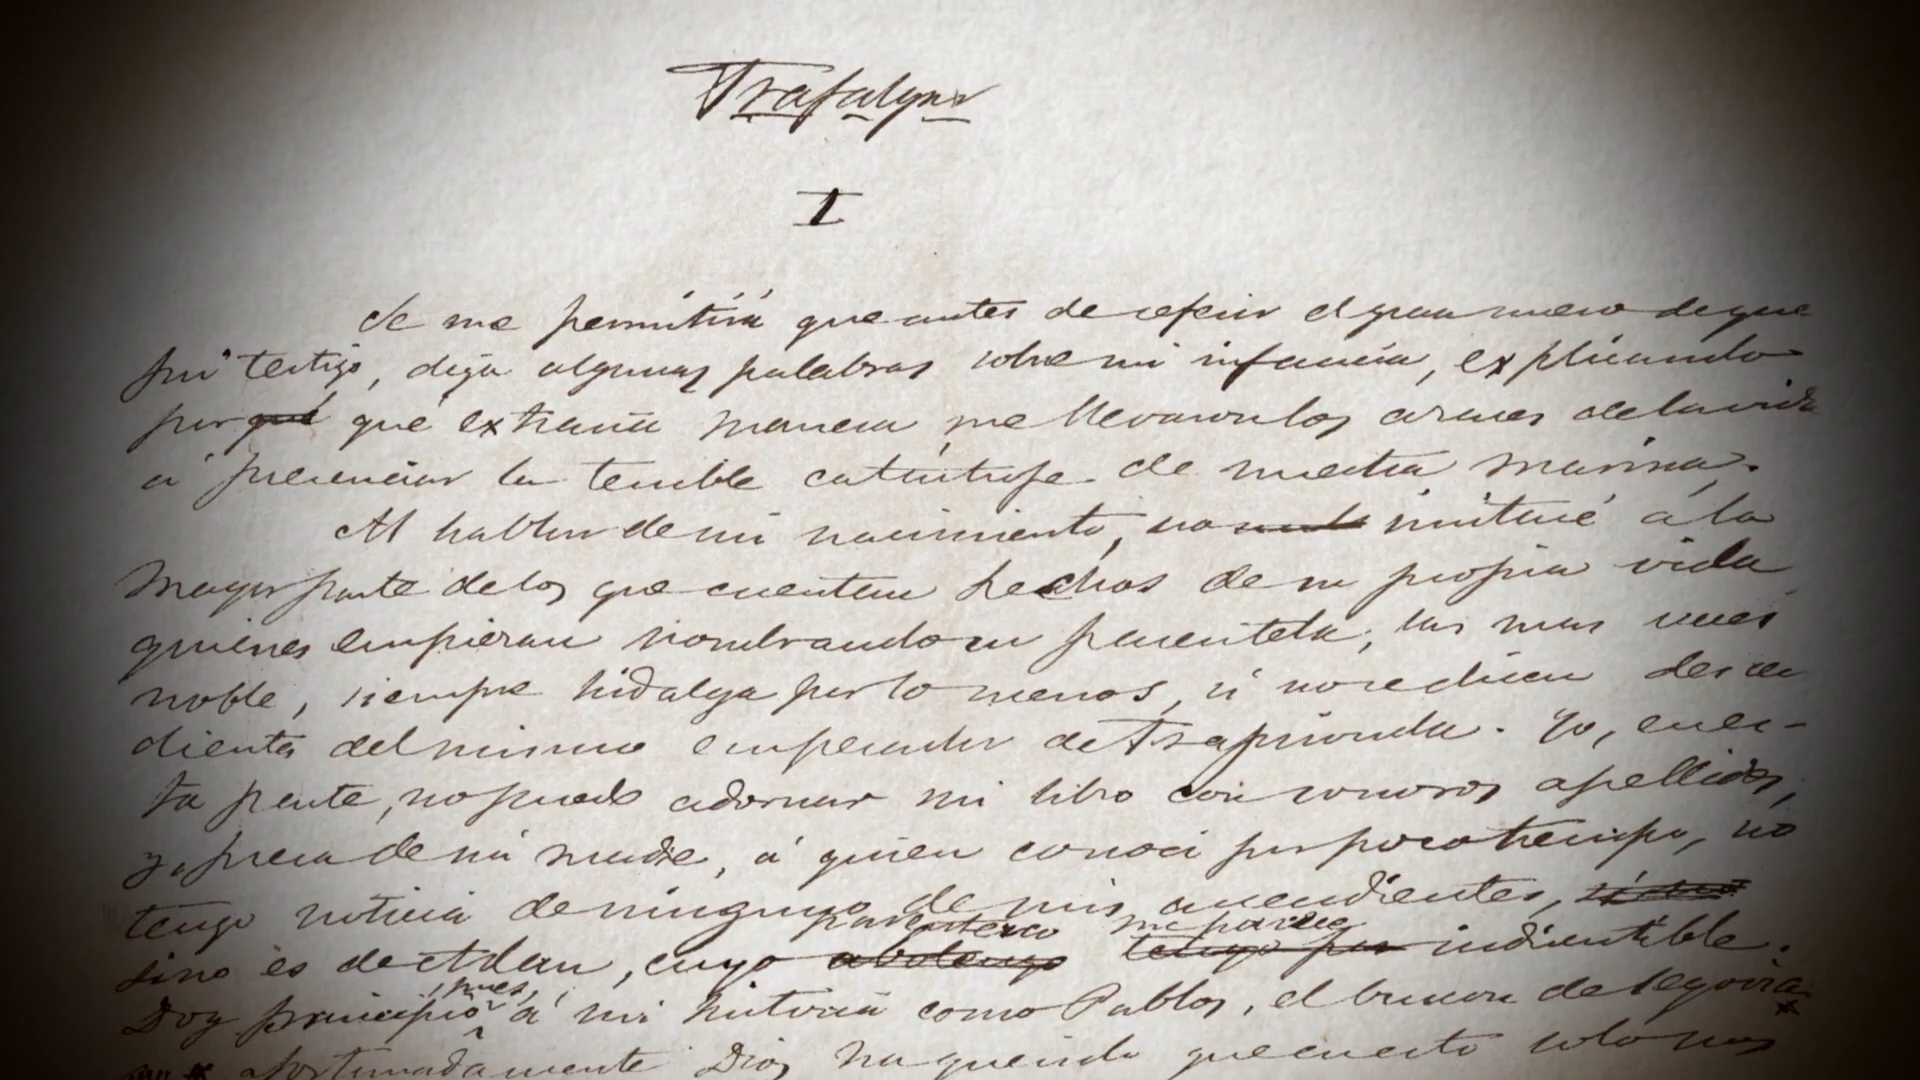 Trafalgar
I
Se me permitirá que antes de referir el gran suceso de que
fui testigo, diga algunas palabras sobre mi infancia, explicando
por qué extraña manera me llevaron los azares de la vida
á presenciar la terrible catástrofe de nuestra marina.
Al hablar de mi nacimiento, no imitaré á la
mayor parte de los que cuentan hechos de su propia vida
quienes empiezan nombrando su parentela, las mas veces
noble, siempre hidalga por lo menos, si no se dicen descen
dientes del mismo emperador de Trapisonda. Yo, en es-
ta parte, no puedo adornar mi libro con sonoros apellidos,
y, fuera de mi madre, á quien conocí por poco tiempo, no
tengo noticia de ninguno de mis ascendientes,
parentesco me parece
sino es de Adan, cuyo abolengo tengo por indiscutible.
, pues,
Doy principio á mi historia como Pablos, el buscon de Segovia
afortunadamente Dios ha querido que en esto solo nos